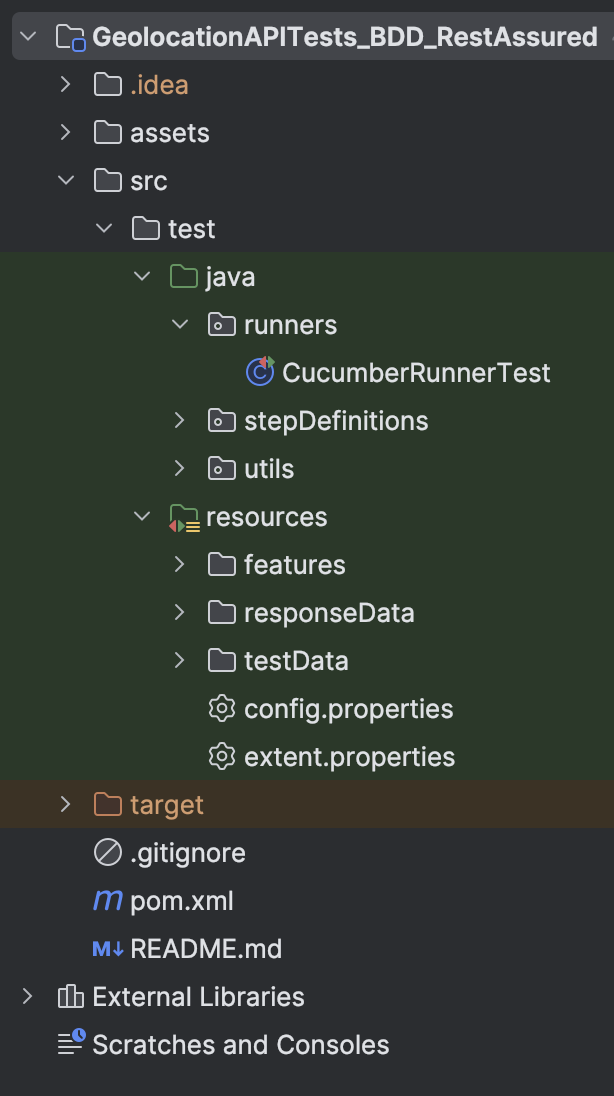 GeolocationAPITests_BDD_RestAssured
.idea
assets
src
test
java
runners
CucumberRunnerTest
stepDefinitions
utils
resources
features
responseData
testData
config.properties
extent.properties
target
.gitignore
pom.xml
README.md
External Libraries
Scratches and Consoles